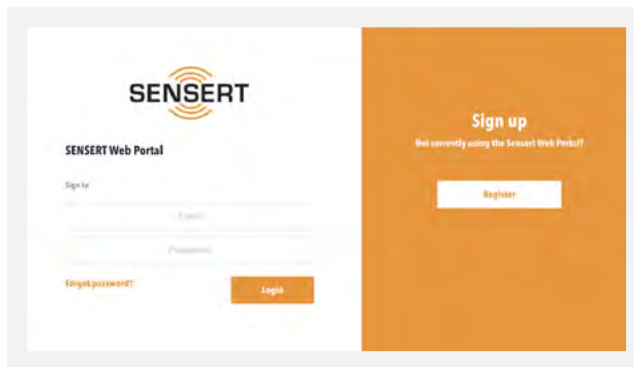 SENSERT
SENSERT Web Portal
Sign in
Email
Password
Forgot password?
Login
Sign up
Not currently using the Sensert Web Portal?
Register